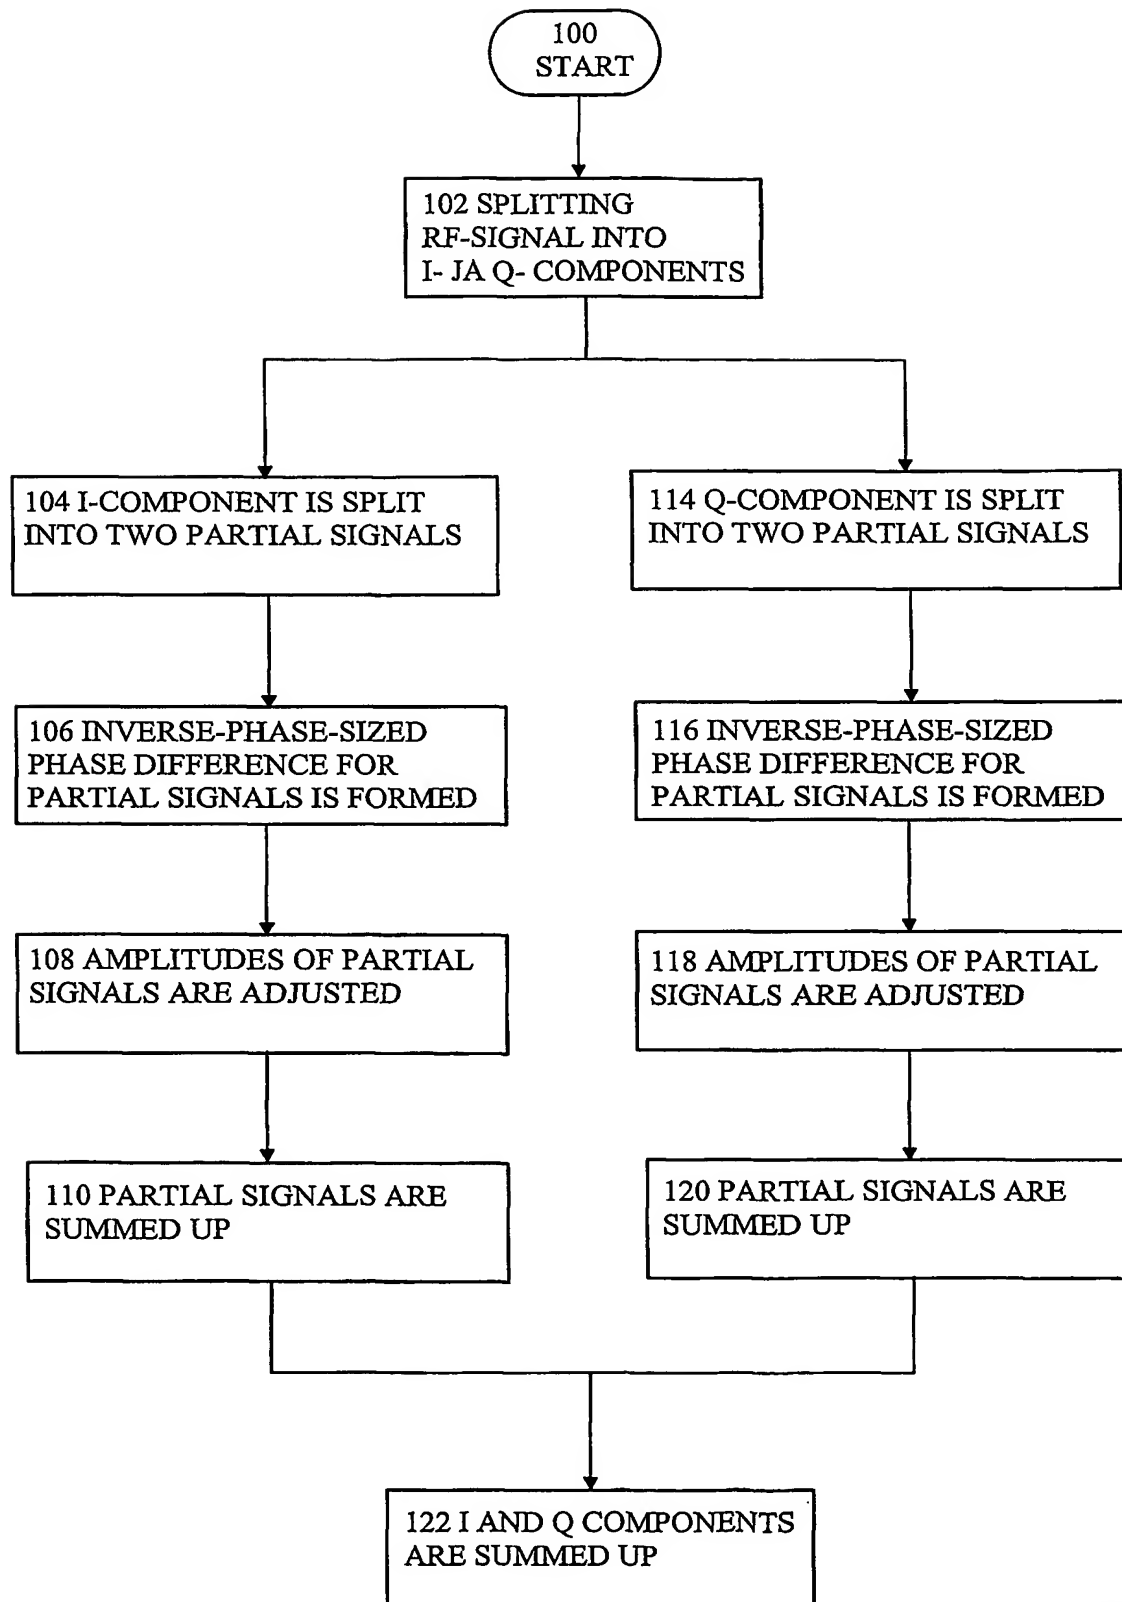 100
START
102 SPLITTING
RF-SIGNAL INTO
I- JA Q- COMPONENTS
104 I-COMPONENT IS SPLIT
INTO TWO PARTIAL SIGNALS
114 Q-COMPONENT IS SPLIT
INTO TWO PARTIAL SIGNALS
106 INVERSE-PHASE-SIZED
PHASE DIFFERENCE FOR
PARTIAL SIGNALS IS FORMED
116 INVERSE-PHASE-SIZED
PHASE DIFFERENCE FOR
PARTIAL SIGNALS IS FORMED
108 AMPLITUDES OF PARTIAL
SIGNALS ARE ADJUSTED
118 AMPLITUDES OF PARTIAL
SIGNALS ARE ADJUSTED
110 PARTIAL SIGNALS ARE
SUMMED UP
120 PARTIAL SIGNALS ARE
SUMMED UP
122 I AND Q COMPONENTS
ARE SUMMED UP